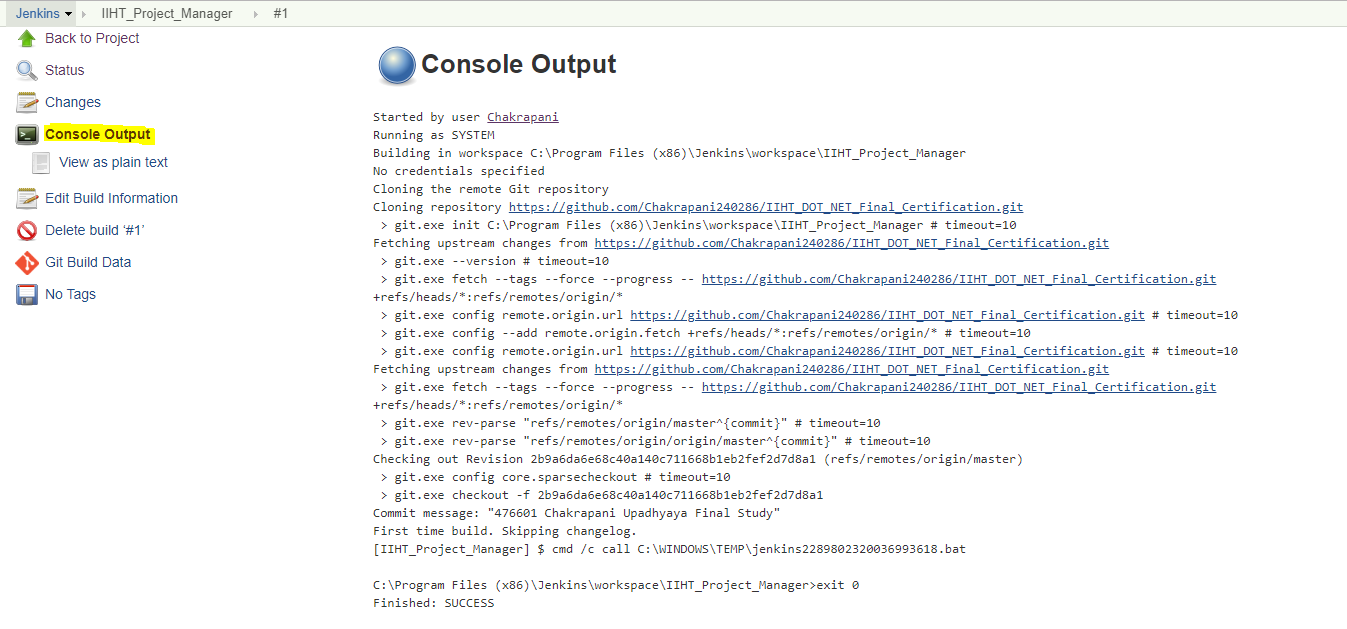 Jenkins IIHT_Project_Manager #1
Back to Project
Status
Changes
Console Output
View as plain text
Edit Build Information
Delete build ‘#1’
Git Build Data
No Tags
Console Output
Started by user Chakrapani
Running as SYSTEM
Building in workspace C:\Program Files (x86)\Jenkins\workspace\IIHT_Project_Manager
No credentials specified
Cloning the remote Git repository
Cloning repository https://github.com/Chakrapani240286/IIHT_DOT_NET_Final_Certification.git
> git.exe init C:\Program Files (x86)\Jenkins\workspace\IIHT_Project_Manager # timeout=10
Fetching upstream changes from https://github.com/Chakrapani240286/IIHT_DOT_NET_Final_Certification.git
> git.exe --version # timeout=10
> git.exe fetch --tags --force --progress -- https://github.com/Chakrapani240286/IIHT_DOT_NET_Final_Certification.git
+refs/heads/*:refs/remotes/origin/*
> git.exe config remote.origin.url https://github.com/Chakrapani240286/IIHT_DOT_NET_Final_Certification.git # timeout=10
> git.exe config --add remote.origin.fetch +refs/heads/*:refs/remotes/origin/* # timeout=10
> git.exe config remote.origin.url https://github.com/Chakrapani240286/IIHT_DOT_NET_Final_Certification.git # timeout=10
Fetching upstream changes from https://github.com/Chakrapani240286/IIHT_DOT_NET_Final_Certification.git
> git.exe fetch --tags --force --progress -- https://github.com/Chakrapani240286/IIHT_DOT_NET_Final_Certification.git
+refs/heads/*:refs/remotes/origin/*
> git.exe rev-parse "refs/remotes/origin/master^{commit}" # timeout=10
> git.exe rev-parse "refs/remotes/origin/origin/master^{commit}" # timeout=10
Checking out Revision 2b9a6da6e68c40a140c711668b1eb2fef2d7d8a1 (refs/remotes/origin/master)
> git.exe config core.sparsecheckout # timeout=10
> git.exe checkout -f 2b9a6da6e68c40a140c711668b1eb2fef2d7d8a1
Commit message: "476601 Chakrapani Upadhyaya Final Study"
First time build. Skipping changelog.
[IIHT_Project_Manager] $ cmd /c call C:\WINDOWS\TEMP\jenkins2289802320036993618.bat
C:\Program Files (x86)\Jenkins\workspace\IIHT_Project_Manager>exit 0
Finished: SUCCESS